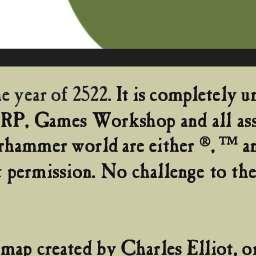 e year of 2522. It is completely un
RP, Games Workshop and all ass
rhammer world are either ®, ™ an
permission. No challenge to the
map created by Charles Elliot, or